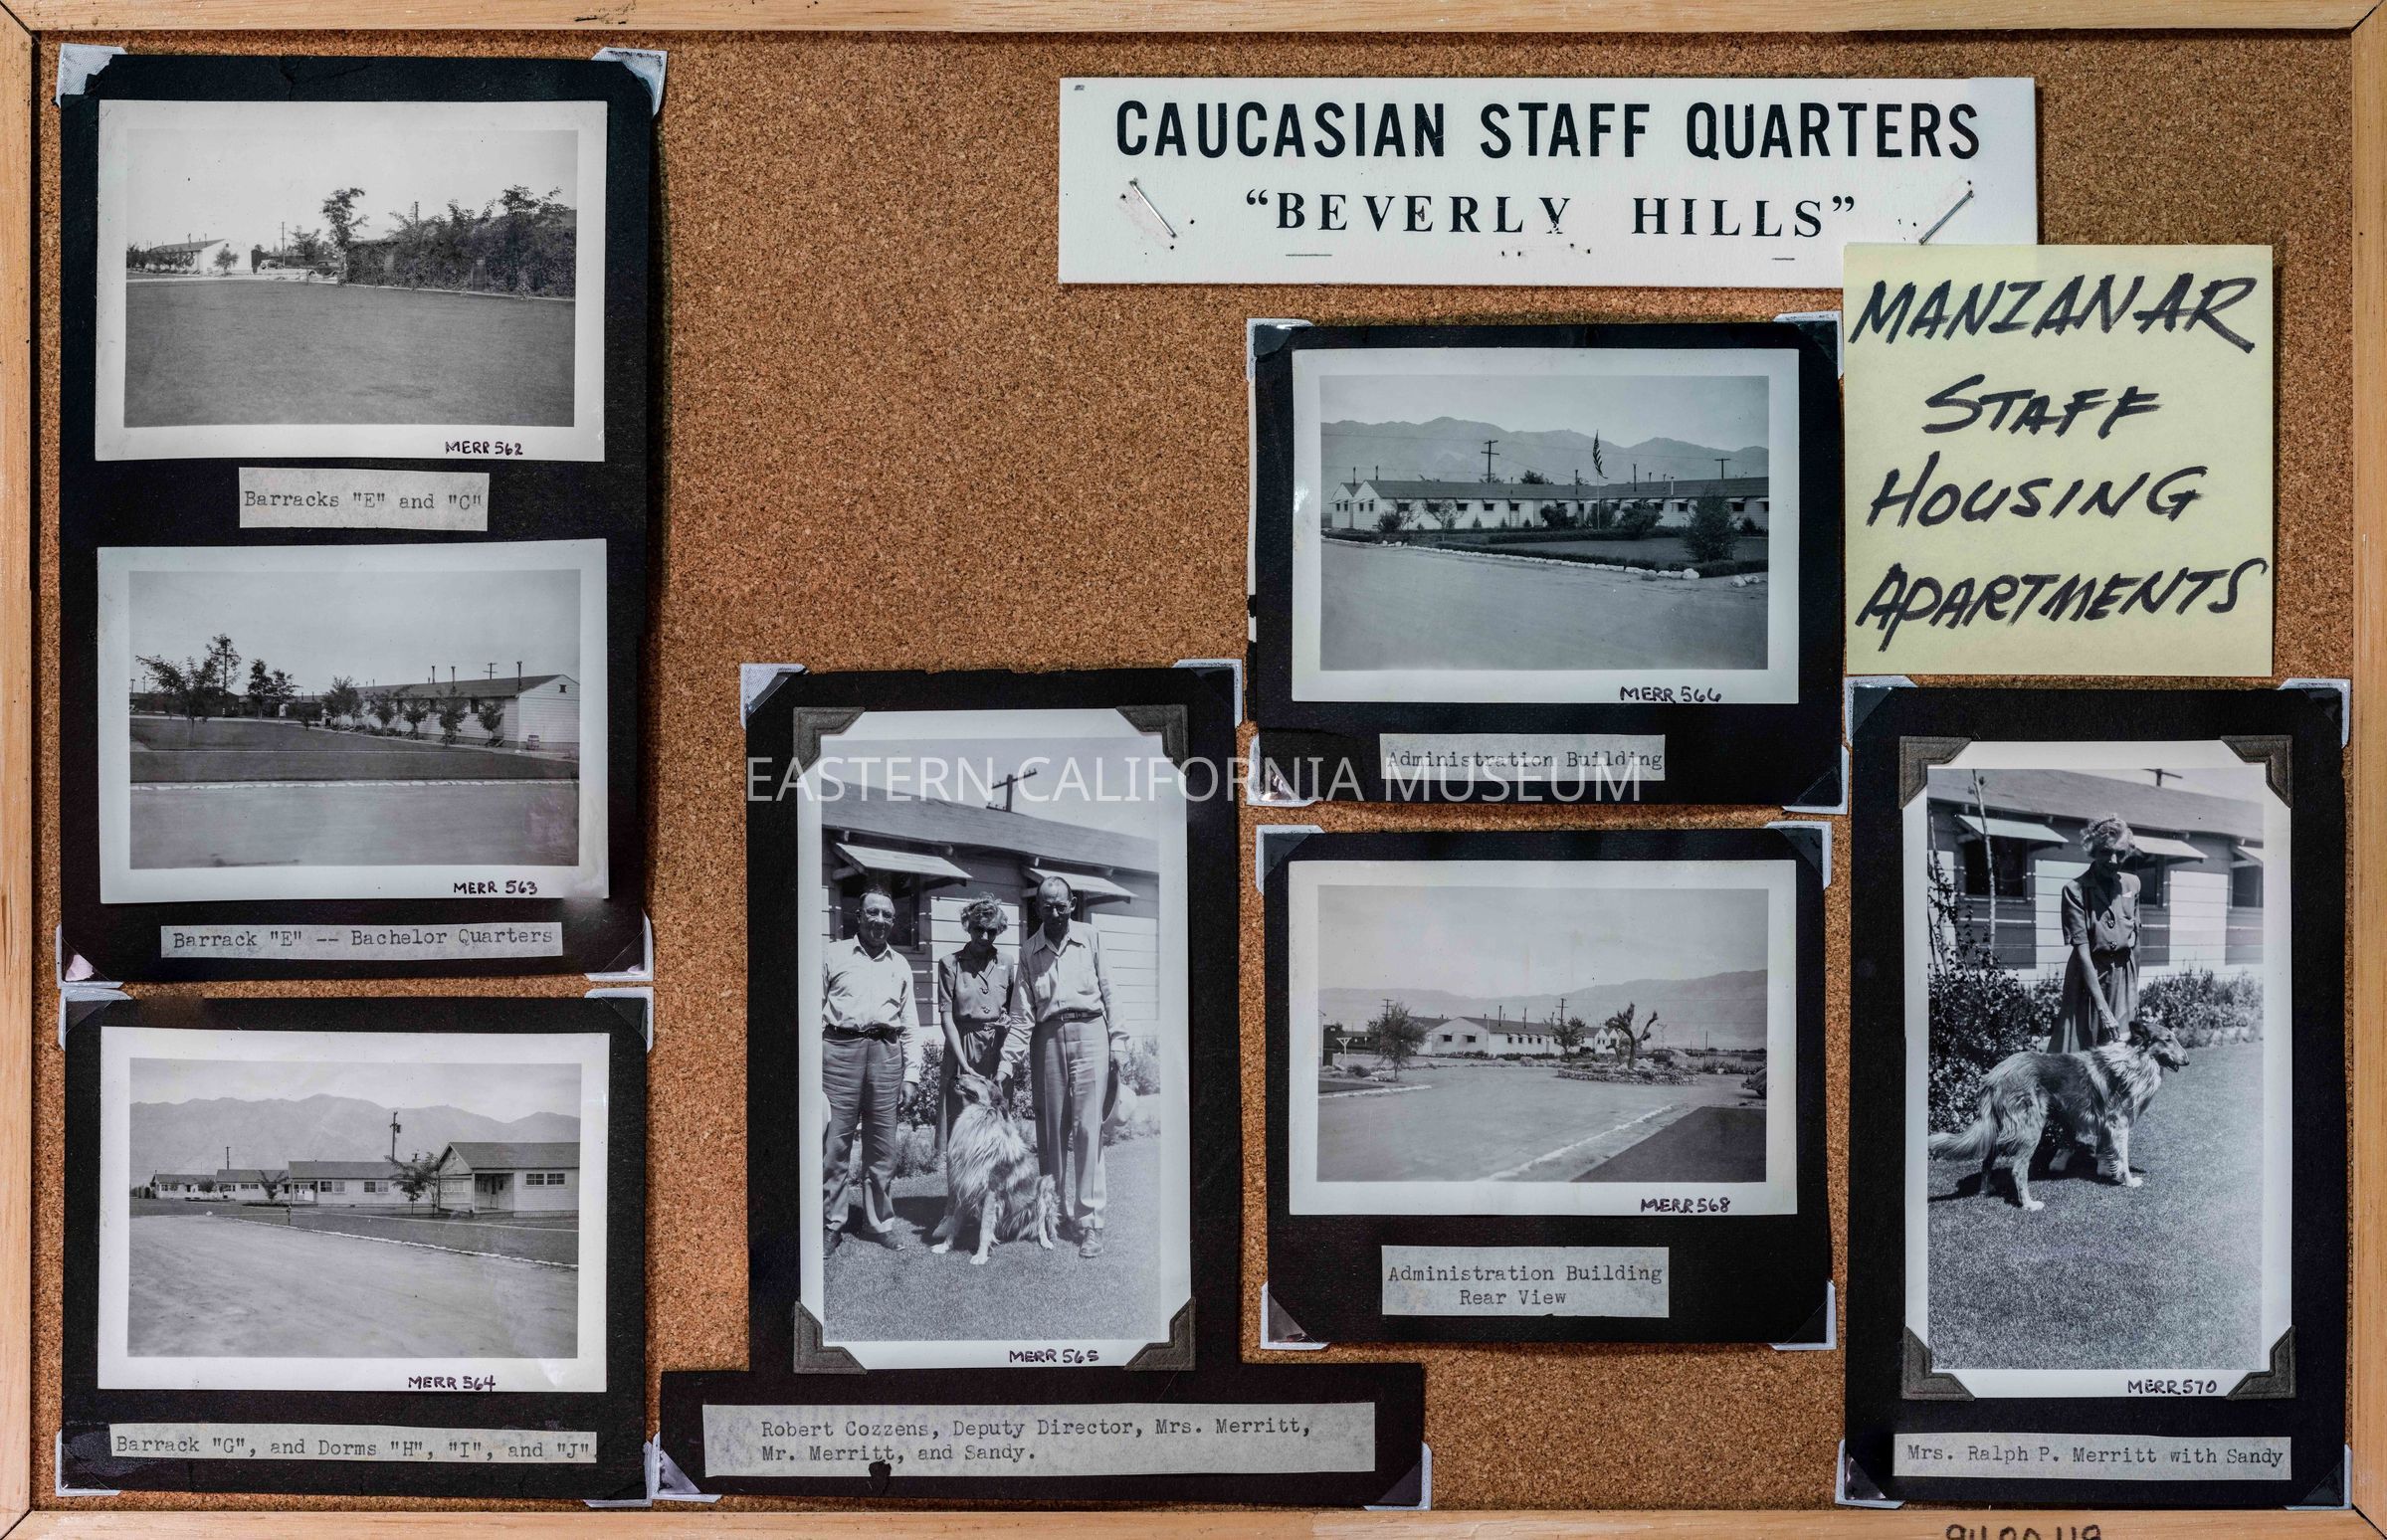 CAUCASIAN STAFF QUARTERS
“BEVERLY HILLS”
MANZANAR
STAFF
HOUSING
APARTMENTS
MERR 562
Barracks "E" and "C"
MERR 563
Barrack "E" -- Bachelor Quarters
MERR 564
Barrack "G", and Dorms "H", "I", and "J"
EASTERN CALIFORNIA MUSEUM
MERR 565
Robert Cozzens, Deputy Director, Mrs. Merritt,
Mr. Merritt, and Sandy.
MERR 566
Administration Building
MERR 568
Administration Building
Rear View
MERR 570
Mrs. Ralph P. Merritt with Sandy